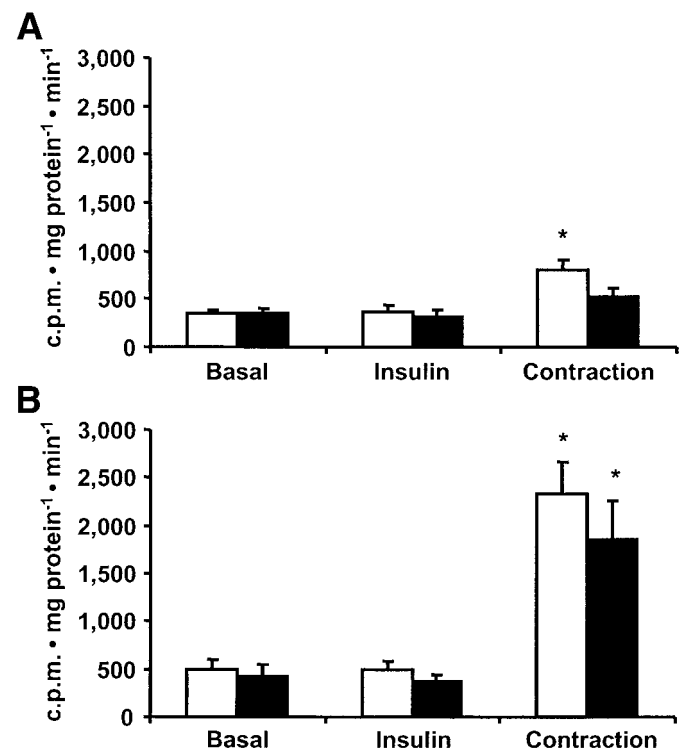 A
c.p.m. • mg protein⁻¹ • min⁻¹
3,000
2,500
2,000
1,500
1,000
500
0
*
Basal Insulin Contraction
B
c.p.m. • mg protein⁻¹ • min⁻¹
3,000
2,500
2,000
1,500
1,000
500
0
*
*
Basal Insulin Contraction